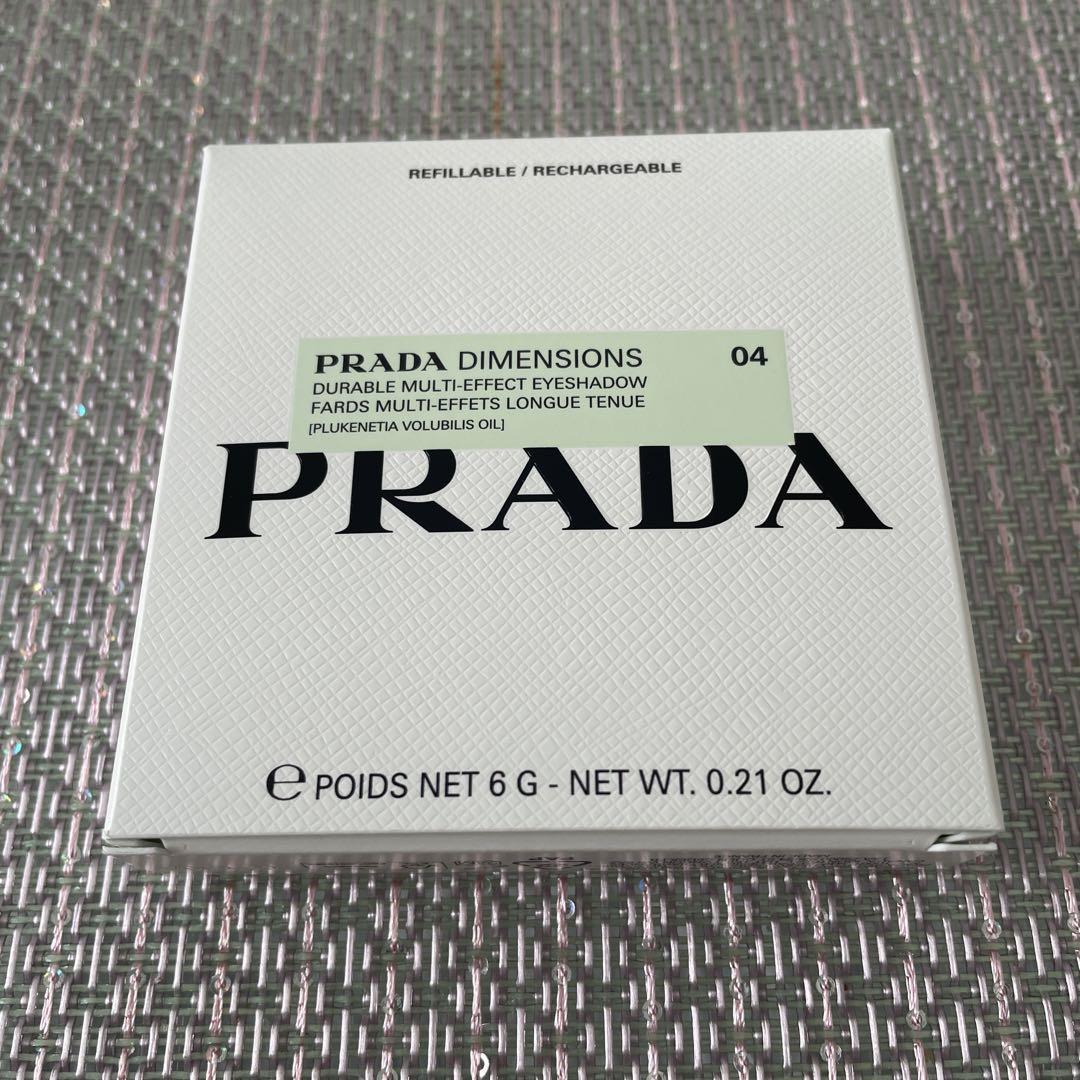 REFILLABLE / RECHARGEABLE
PRADA DIMENSIONS 04
DURABLE MULTI-EFFECT EYESHADOW
FARDS MULTI-EFFETS LONGUE TENUE
[PLUKENETIA VOLUBILIS OIL]
PRADA
℮ POIDS NET 6 G - NET WT. 0.21 OZ.